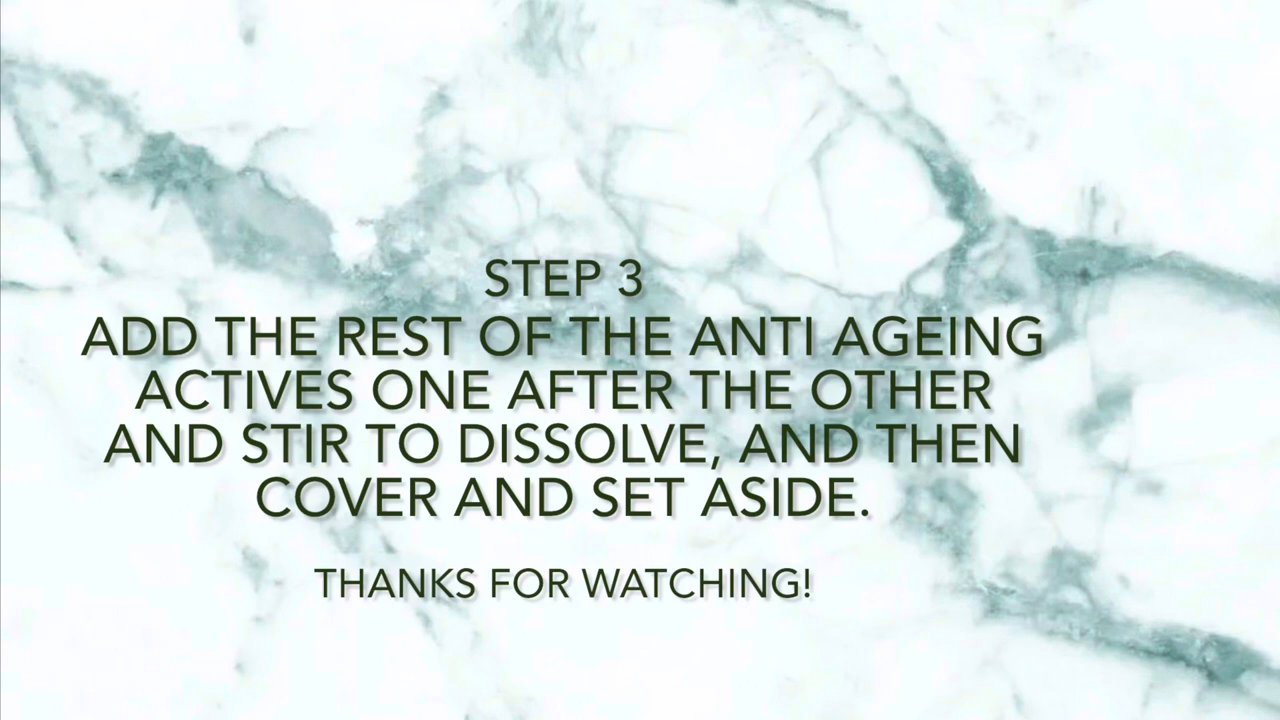 STEP 3
ADD THE REST OF THE ANTI AGEING
ACTIVES ONE AFTER THE OTHER
AND STIR TO DISSOLVE, AND THEN
COVER AND SET ASIDE.
THANKS FOR WATCHING!